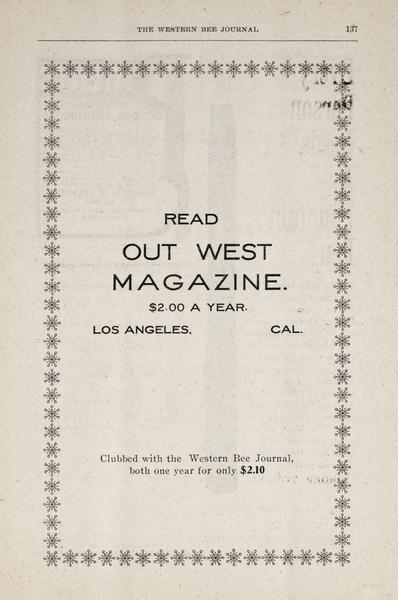 THE WESTERN BEE JOURNAL 137
READ
OUT WEST
MAGAZINE.
$2.00 A YEAR.
LOS ANGELES, CAL.
Clubbed with the Western Bee Journal,
both one year for only $2.10